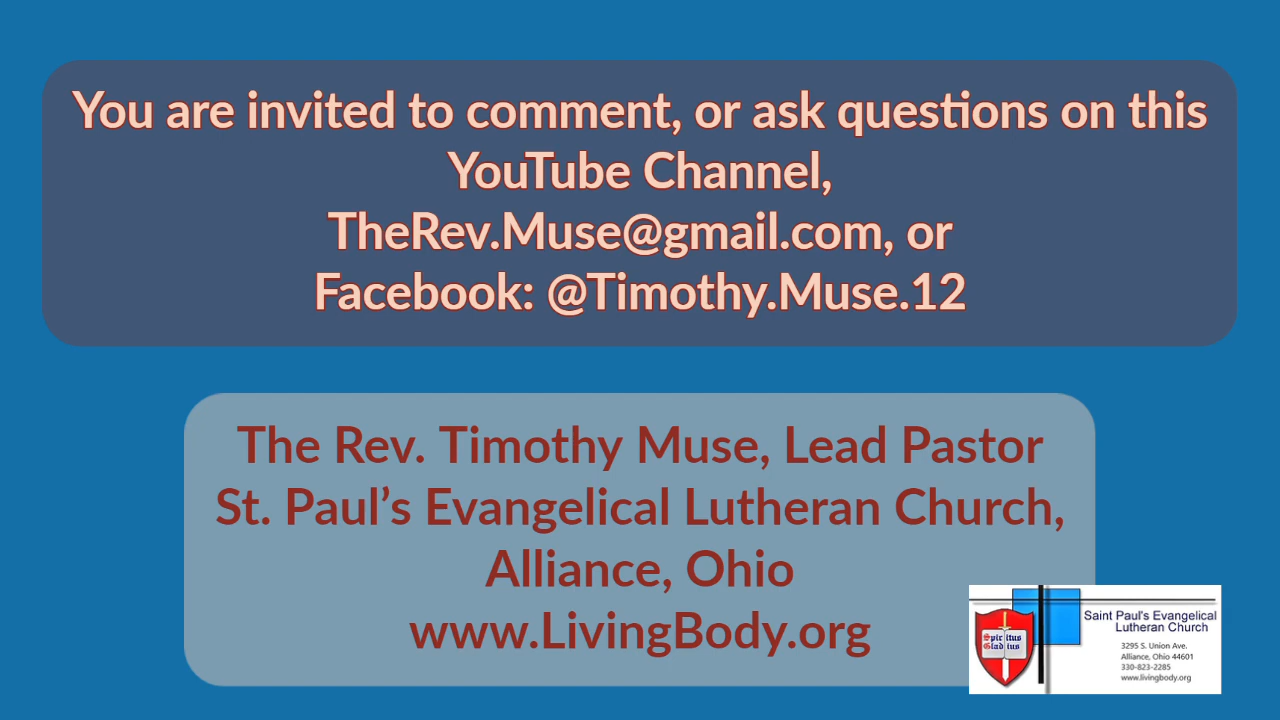 You are invited to comment, or ask questions on this
YouTube Channel,
TheRev.Muse@gmail.com, or
Facebook: @Timothy.Muse.12
The Rev. Timothy Muse, Lead Pastor
St. Paul’s Evangelical Lutheran Church,
Alliance, Ohio
www.LivingBody.org
Saint Paul's Evangelical
Lutheran Church
Spiritus
Gladius
3295 S. Union Ave.
Alliance, Ohio 44601
330-823-2285
www.livingbody.org